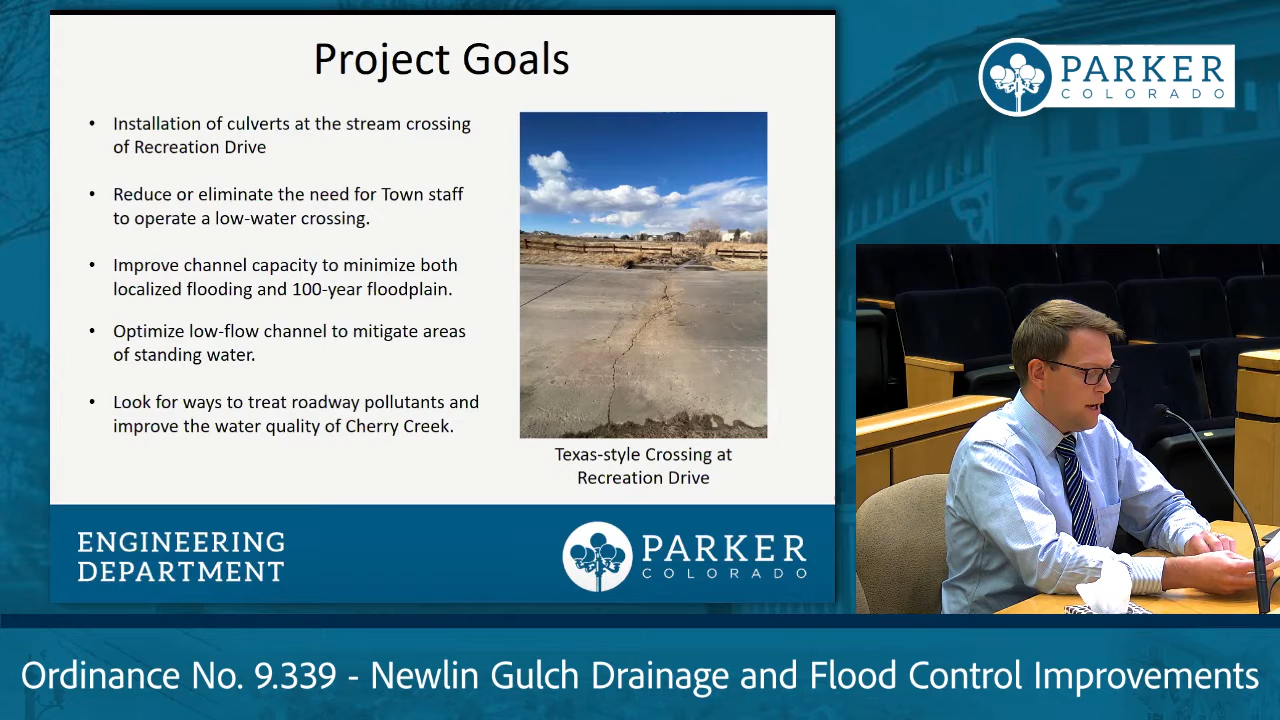 Project Goals
• Installation of culverts at the stream crossing
of Recreation Drive
• Reduce or eliminate the need for Town staff
to operate a low-water crossing.
• Improve channel capacity to minimize both
localized flooding and 100-year floodplain.
• Optimize low-flow channel to mitigate areas
of standing water.
• Look for ways to treat roadway pollutants and
improve the water quality of Cherry Creek.
Texas-style Crossing at
Recreation Drive
ENGINEERING
DEPARTMENT
PARKER
COLORADO
PARKER
COLORADO
Ordinance No. 9.339 - Newlin Gulch Drainage and Flood Control Improvements